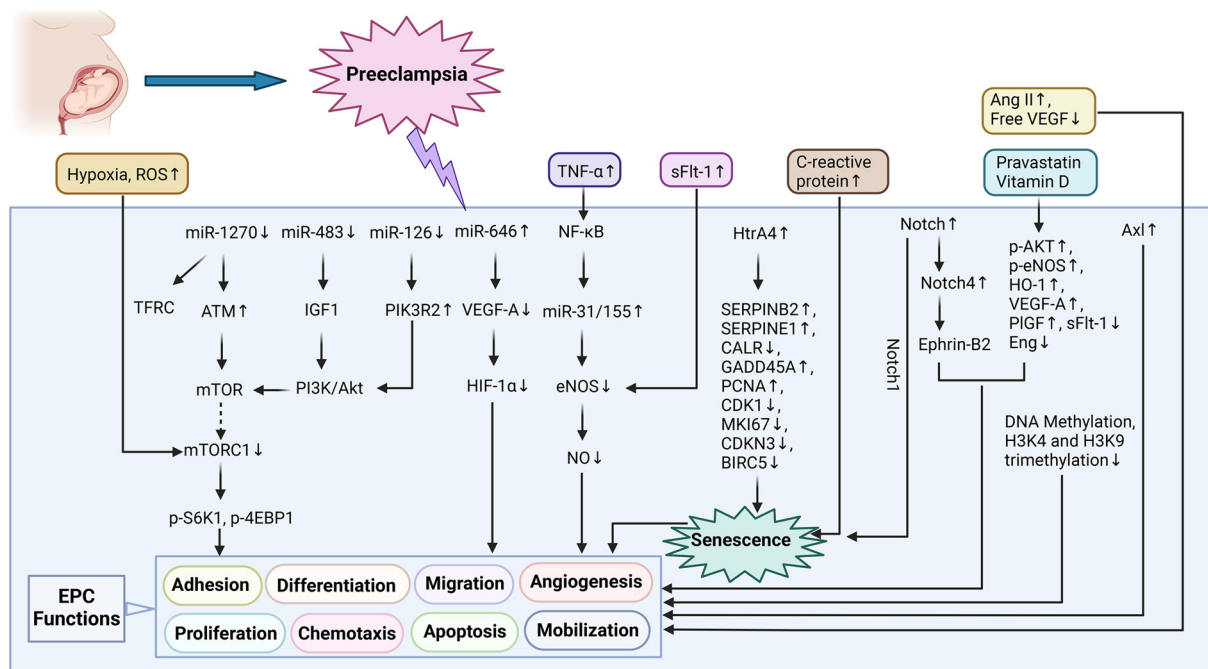 Preeclampsia
Ang II↑,
Free VEGF↓
Hypoxia, ROS↑
TNF-α↑
sFlt-1↑
C-reactive
protein↑
Pravastatin
Vitamin D
miR-1270↓
miR-483↓
miR-126↓
miR-646↑
NF-κB
HtrA4↑
Notch↑
Axl↑
TFRC
ATM↑
IGF1
PIK3R2↑
VEGF-A↓
miR-31/155↑
SERPINB2↑,
SERPINE1↑,
CALR↓,
GADD45A↑,
PCNA↑,
CDK1↓,
MKI67↓,
CDKN3↓,
BIRC5↓
Notch4↑
Ephrin-B2
Notch1
p-AKT↑,
p-eNOS↑,
HO-1↑,
VEGF-A↑,
PIGF↑, sFlt-1↓
Eng↓
mTOR
PI3K/Akt
HIF-1α↓
eNOS↓
mTORC1↓
NO↓
DNA Methylation,
H3K4 and H3K9
trimethylation↓
p-S6K1, p-4EBP1
Senescence
EPC
Functions
Adhesion
Differentiation
Migration
Angiogenesis
Proliferation
Chemotaxis
Apoptosis
Mobilization